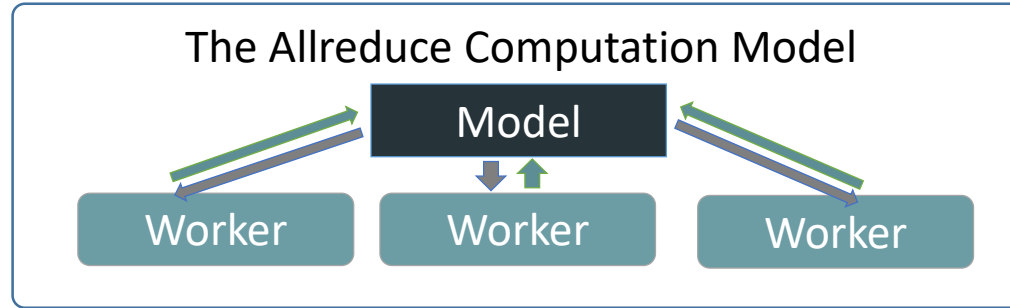 The Allreduce Computation Model
Model
Worker
Worker
Worker